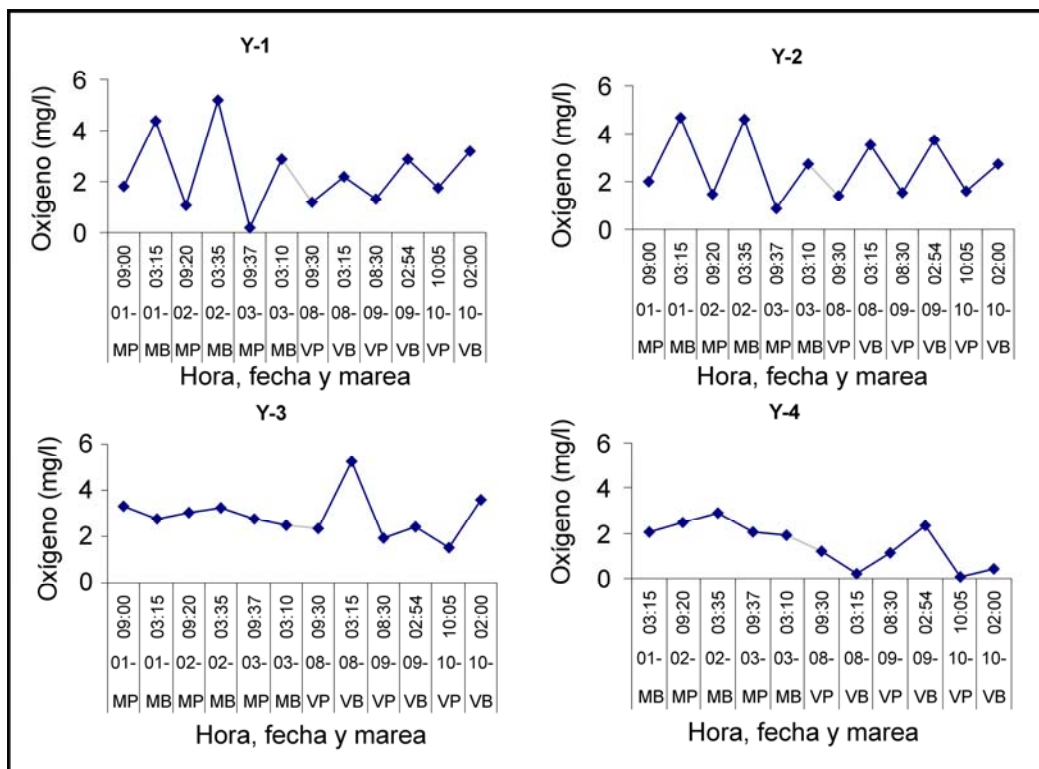 Y-1
Oxígeno (mg/l)
6
4
2
0
09:00 03:15 09:20 03:35 09:37 03:10 09:30 03:15 08:30 02:54 10:05 02:00
01- 01- 02- 02- 03- 03- 08- 08- 09- 09- 10- 10-
MP MB MP MB MP MB VP VB VP VB VP VB
Hora, fecha y marea
Y-2
Oxígeno (mg/l)
6
4
2
0
09:00 03:15 09:20 03:35 09:37 03:10 09:30 03:15 08:30 02:54 10:05 02:00
01- 01- 02- 02- 03- 03- 08- 08- 09- 09- 10- 10-
MP MB MP MB MP MB VP VB VP VB VP VB
Hora, fecha y marea
Y-3
Oxígeno (mg/l)
6
4
2
0
09:00 03:15 09:20 03:35 09:37 03:10 09:30 03:15 08:30 02:54 10:05 02:00
01- 01- 02- 02- 03- 03- 08- 08- 09- 09- 10- 10-
MP MB MP MB MP MB VP VB VP VB VP VB
Hora, fecha y marea
Y-4
Oxígeno (mg/l)
6
4
2
0
03:15 09:20 03:35 09:37 03:10 09:30 03:15 08:30 02:54 10:05 02:00
01- 02- 02- 03- 03- 08- 08- 09- 09- 10- 10-
MB MP MB MP MB VP VB VP VB VP VB
Hora, fecha y marea